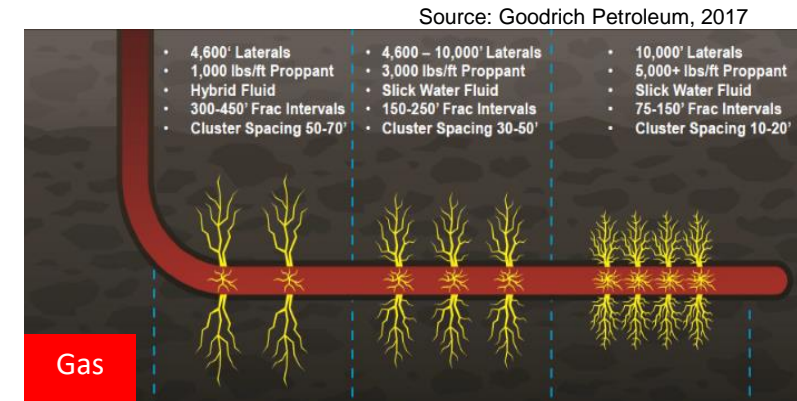 Source: Goodrich Petroleum, 2017
• 4,600‘ Laterals
• 1,000 lbs/ft Proppant
• Hybrid Fluid
• 300-450’ Frac Intervals
• Cluster Spacing 50-70’
• 4,600 – 10,000’ Laterals
• 3,000 lbs/ft Proppant
• Slick Water Fluid
• 150-250’ Frac Intervals
• Cluster Spacing 30-50’
• 10,000’ Laterals
• 5,000+ lbs/ft Proppant
• Slick Water Fluid
• 75-150’ Frac Intervals
• Cluster Spacing 10-20’
Gas